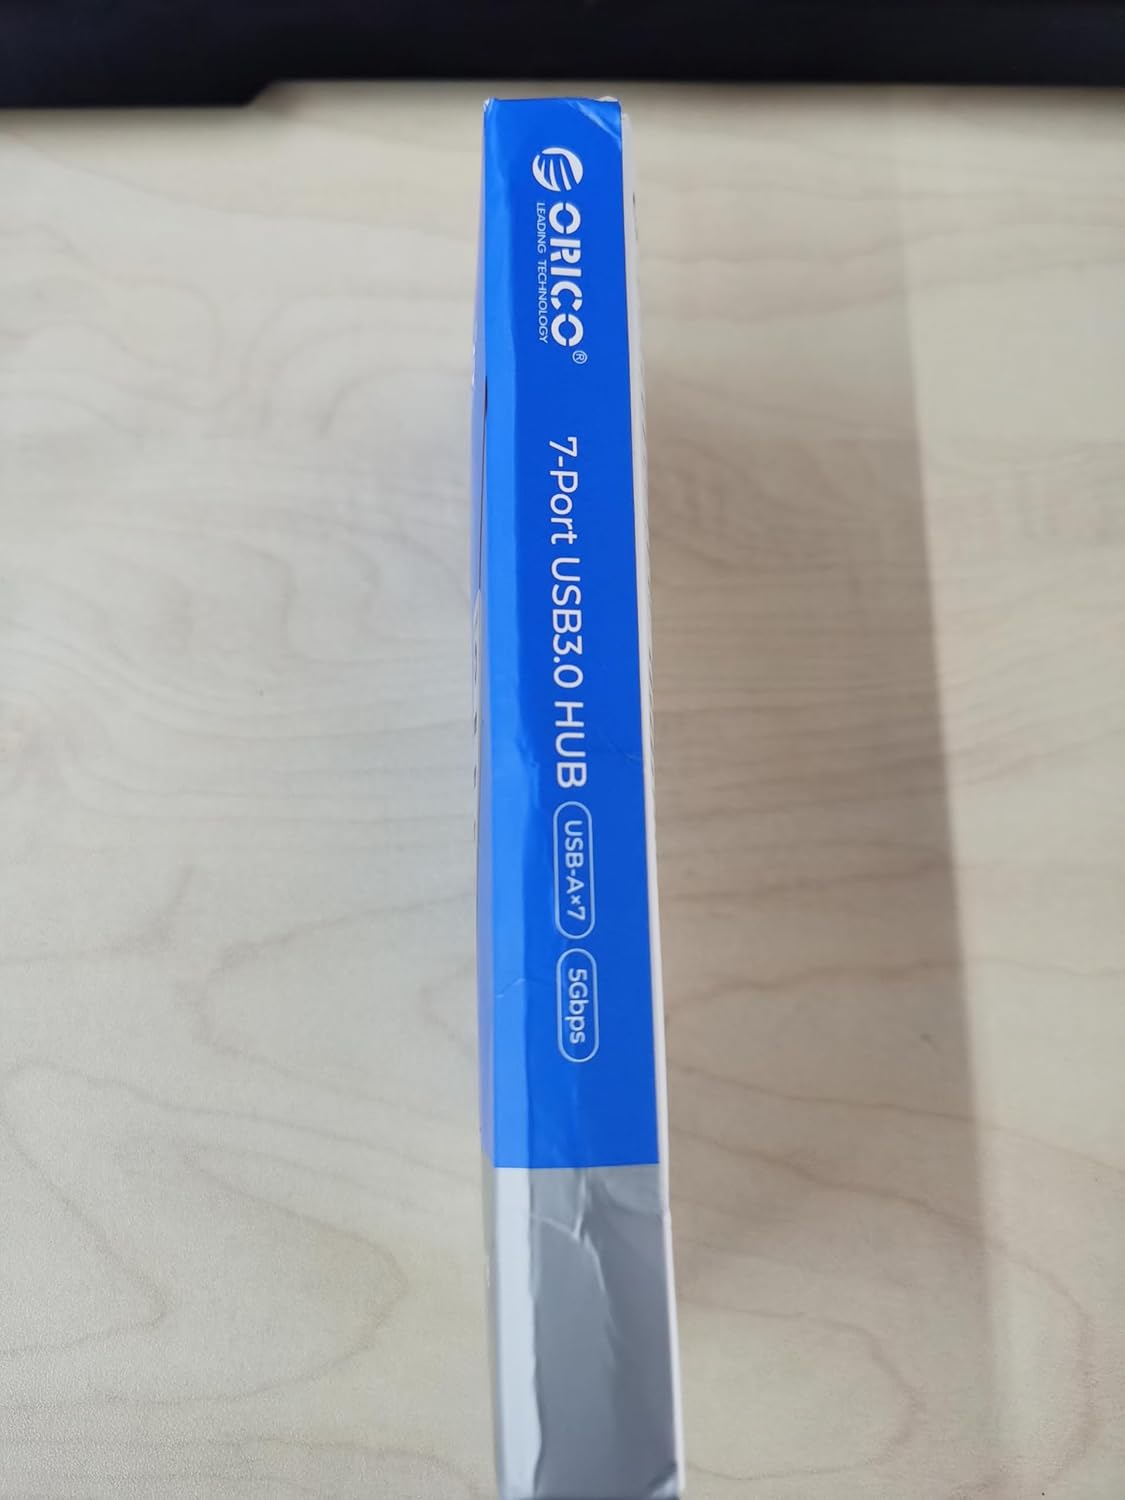 ORICO®
LEADING TECHNOLOGY
7-Port USB3.0 HUB USB-A×7 5Gbps